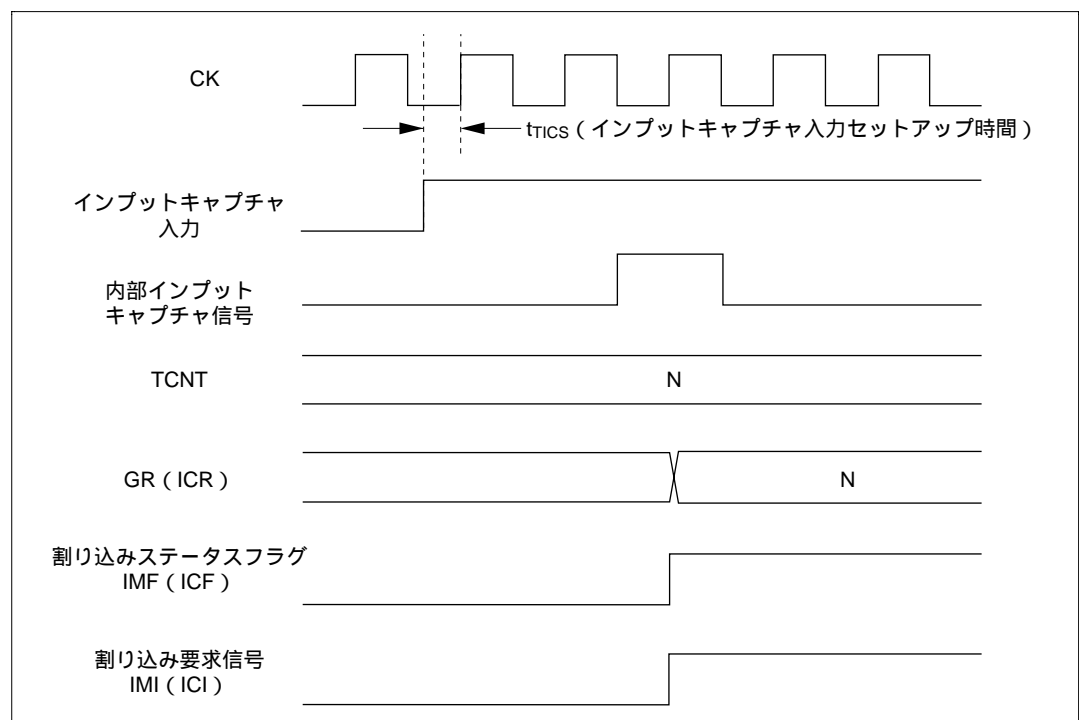 CK
tTICS（インプットキャプチャ入力セットアップ時間）
インプットキャプチャ
入力
内部インプット
キャプチャ信号
TCNT
N
GR（ICR）
N
割り込みステータスフラグ
IMF（ICF）
割り込み要求信号
IMI（ICI）